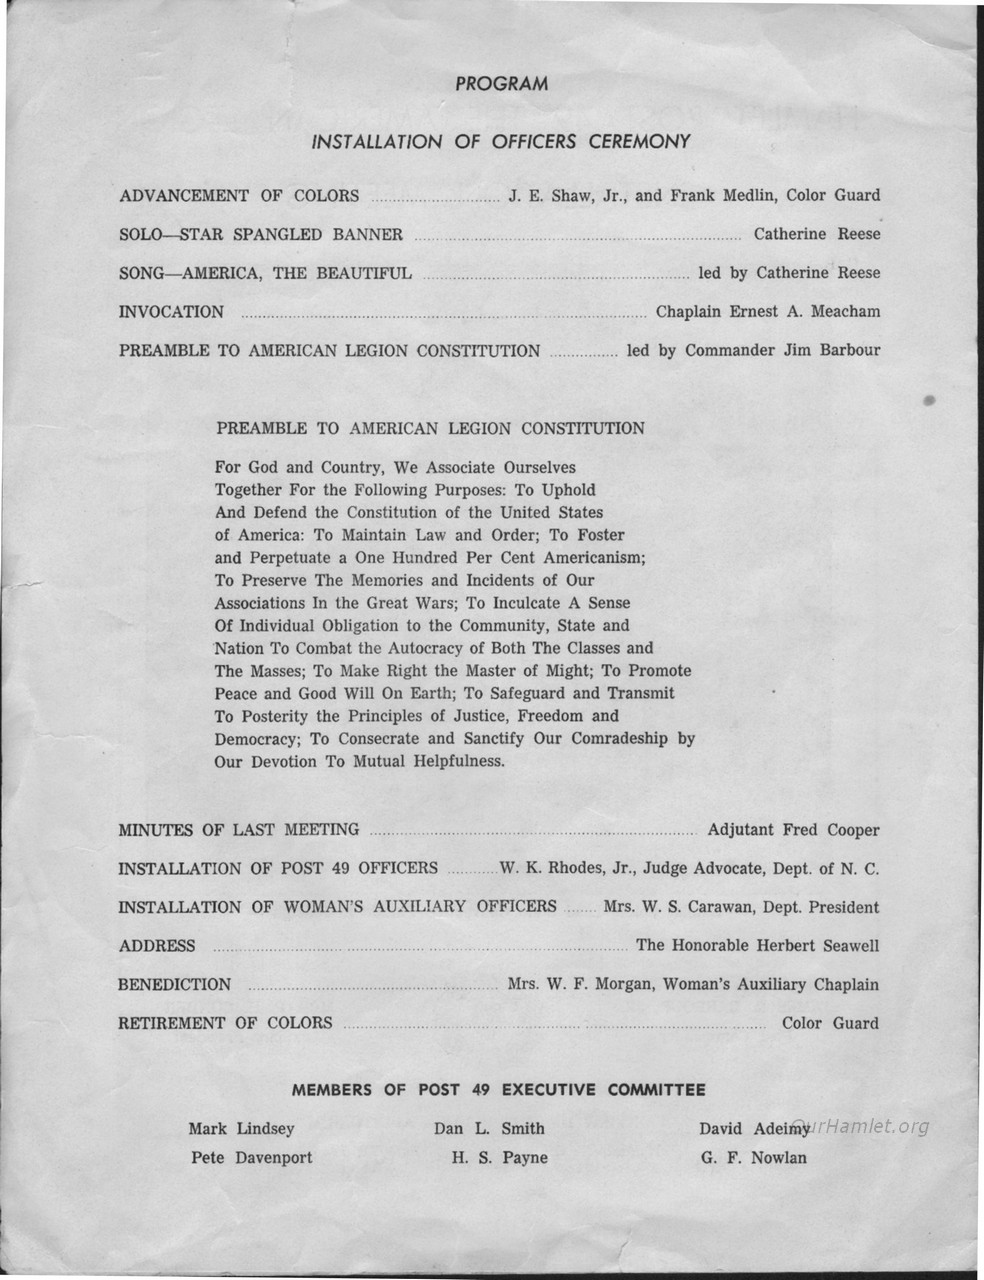 PROGRAM
INSTALLATION OF OFFICERS CEREMONY
ADVANCEMENT OF COLORS ............................ J. E. Shaw, Jr., and Frank Medlin, Color Guard
SOLO—STAR SPANGLED BANNER ............................ Catherine Reese
SONG—AMERICA, THE BEAUTIFUL ............................ led by Catherine Reese
INVOCATION ............................ Chaplain Ernest A. Meacham
PREAMBLE TO AMERICAN LEGION CONSTITUTION ................ led by Commander Jim Barbour
PREAMBLE TO AMERICAN LEGION CONSTITUTION
For God and Country, We Associate Ourselves
Together For the Following Purposes: To Uphold
And Defend the Constitution of the United States
of America: To Maintain Law and Order; To Foster
and Perpetuate a One Hundred Per Cent Americanism;
To Preserve The Memories and Incidents of Our
Associations In the Great Wars; To Inculcate A Sense
Of Individual Obligation to the Community, State and
Nation To Combat the Autocracy of Both The Classes and
The Masses; To Make Right the Master of Might; To Promote
Peace and Good Will On Earth; To Safeguard and Transmit
To Posterity the Principles of Justice, Freedom and
Democracy; To Consecrate and Sanctify Our Comradeship by
Our Devotion To Mutual Helpfulness.
MINUTES OF LAST MEETING ............................ Adjutant Fred Cooper
INSTALLATION OF POST 49 OFFICERS ............ W. K. Rhodes, Jr., Judge Advocate, Dept. of N. C.
INSTALLATION OF WOMAN'S AUXILIARY OFFICERS ....... Mrs. W. S. Carawan, Dept. President
ADDRESS ............................ The Honorable Herbert Seawell
BENEDICTION ............................ Mrs. W. F. Morgan, Woman's Auxiliary Chaplain
RETIREMENT OF COLORS ............................ Color Guard
MEMBERS OF POST 49 EXECUTIVE COMMITTEE
Mark Lindsey Dan L. Smith David Adeimy
OurHamlet.org
Pete Davenport H. S. Payne G. F. Nowlan